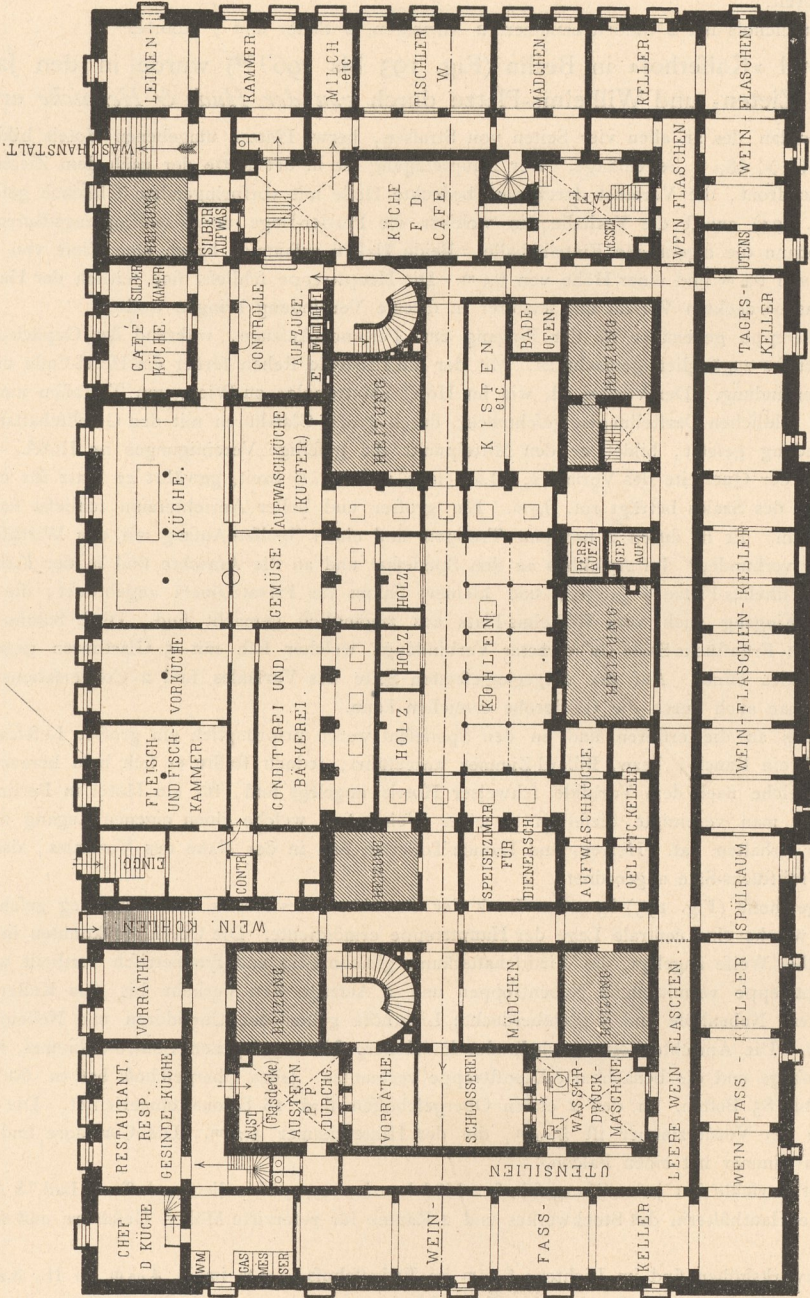 LEINEN-
KAMMER.
MILCH
etc
TISCHLER
W.
MÄDCHEN.
KELLER.
WEIN-FLASCHEN
WASCHANSTALT.
HEIZUNG
SILBER
AUFWAS
KÜCHE
F. D.
CAFE.
CAFE
KESSEL
WEIN FLASCHEN
SILBER
KAMER
CONTROLLE.
AUFZÜGE.
UTENS
CAFÉ-
KÜCHE.
E
HEIZUNG
KISTEN
etc.
BADE
OFEN.
HEIZUNG
TAGES-
KELLER
KÜCHE.
AUFWASCHKÜCHE
(KUPFER)
GEMÜSE
HOLZ
PERS.
AUFZ.
GEP.
AUFZ.
VORKÜCHE
HOLZ
HOLZ.
KOHLEN
HEIZUNG
WEIN-FLASCHEN-KELLER
FLEISCH-
UND FISCH-
KAMMER.
CONDITOREI UND
BÄCKEREI.
EINGG.
CONTR
HEIZUNG
SPEISEZIMER
FÜR
DIENERSCH.
AUFWASCHKÜCHE.
OEL ETC. KELLER
SPÜLRAUM.
WEIN. KOHLEN
VORRÄTHE
HEIZUNG
MÄDCHEN
HEIZUNG
RESTAURANT.
RESP.
GESINDE-KÜCHE
AUST
(Glasdecke)
AUSTERN
P.P.
DURCHG.
VORRÄTHE
SCHLOSSEREI
WASSER-
DRUCK-
MASCHINE
LEERE WEIN FLASCHEN.
WEIN FASS-KELLER
UTENSILIEN
CHEF
D KÜCHE
WM
GAS
MES
SER
WEIN-
FASS-
KELLER